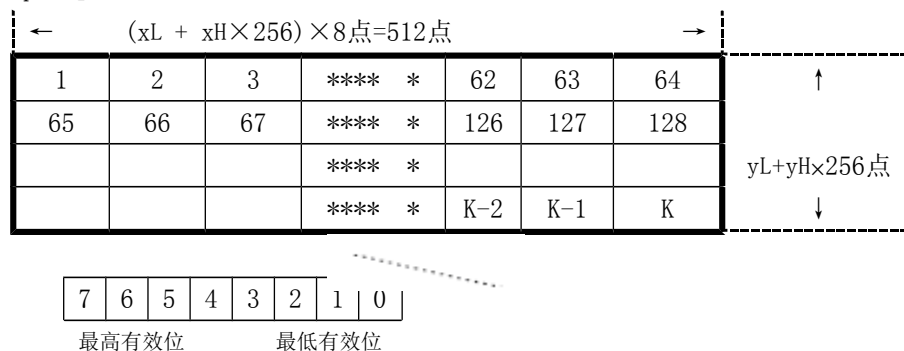 ← (xL + xH×256)×8点=512点 →
1 2 3 **** * 62 63 64 ↑
65 66 67 **** * 126 127 128
**** * yL+yH×256点
**** * K-2 K-1 K ↓
7 6 5 4 3 2 1 0
最高有效位 最低有效位